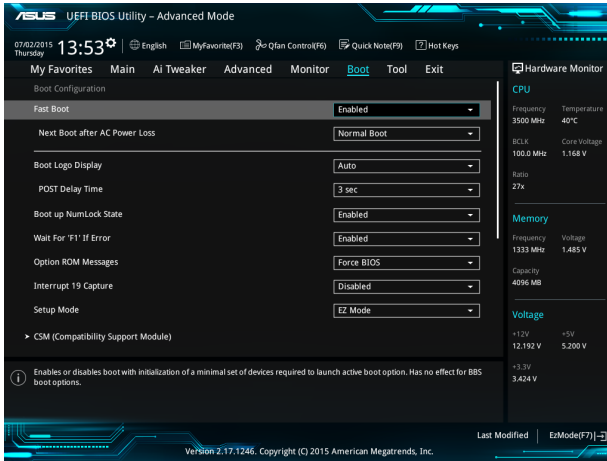 ASUS UEFI BIOS Utility – Advanced Mode
07/02/2015 Thursday 13:53 English MyFavorite(F3) Qfan Control(F6) Quick Note(F9) ? Hot Keys
My Favorites Main Ai Tweaker Advanced Monitor Boot Tool Exit
Boot Configuration
Fast Boot Enabled
Next Boot after AC Power Loss Normal Boot
Boot Logo Display Auto
POST Delay Time 3 sec
Boot up NumLock State Enabled
Wait For 'F1' If Error Enabled
Option ROM Messages Force BIOS
Interrupt 19 Capture Disabled
Setup Mode EZ Mode
> CSM (Compatibility Support Module)
Enables or disables boot with initialization of a minimal set of devices required to launch active boot option. Has no effect for BBS
boot options.
Hardware Monitor
CPU
Frequency Temperature
3500 MHz 40°C
BCLK Core Voltage
100.0 MHz 1.168 V
Ratio
27x
Memory
Frequency Voltage
1333 MHz 1.485 V
Capacity
4096 MB
Voltage
+12V +5V
12.192 V 5.200 V
+3.3V
3.424 V
Last Modified EzMode(F7)
Version 2.17.1246. Copyright (C) 2015 American Megatrends, Inc.